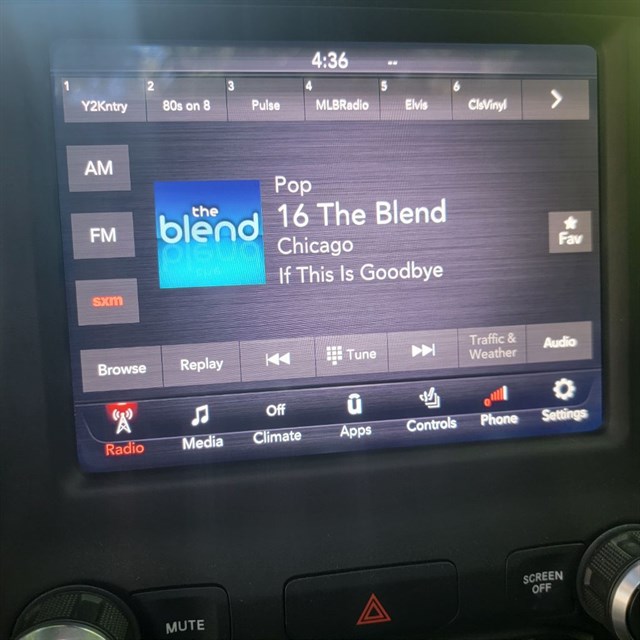 4:36 --
1 Y2Kntry 2 80s on 8 3 Pulse 4 MLBRadio 5 Elvis 6 ClsVinyl
AM
FM
sxm
the
blend
Pop
16 The Blend
Chicago
If This Is Goodbye
Fav
Browse Replay Tune Traffic &
Weather Audio
Off
Radio Media Climate Apps Controls Phone Settings
MUTE
SCREEN
OFF